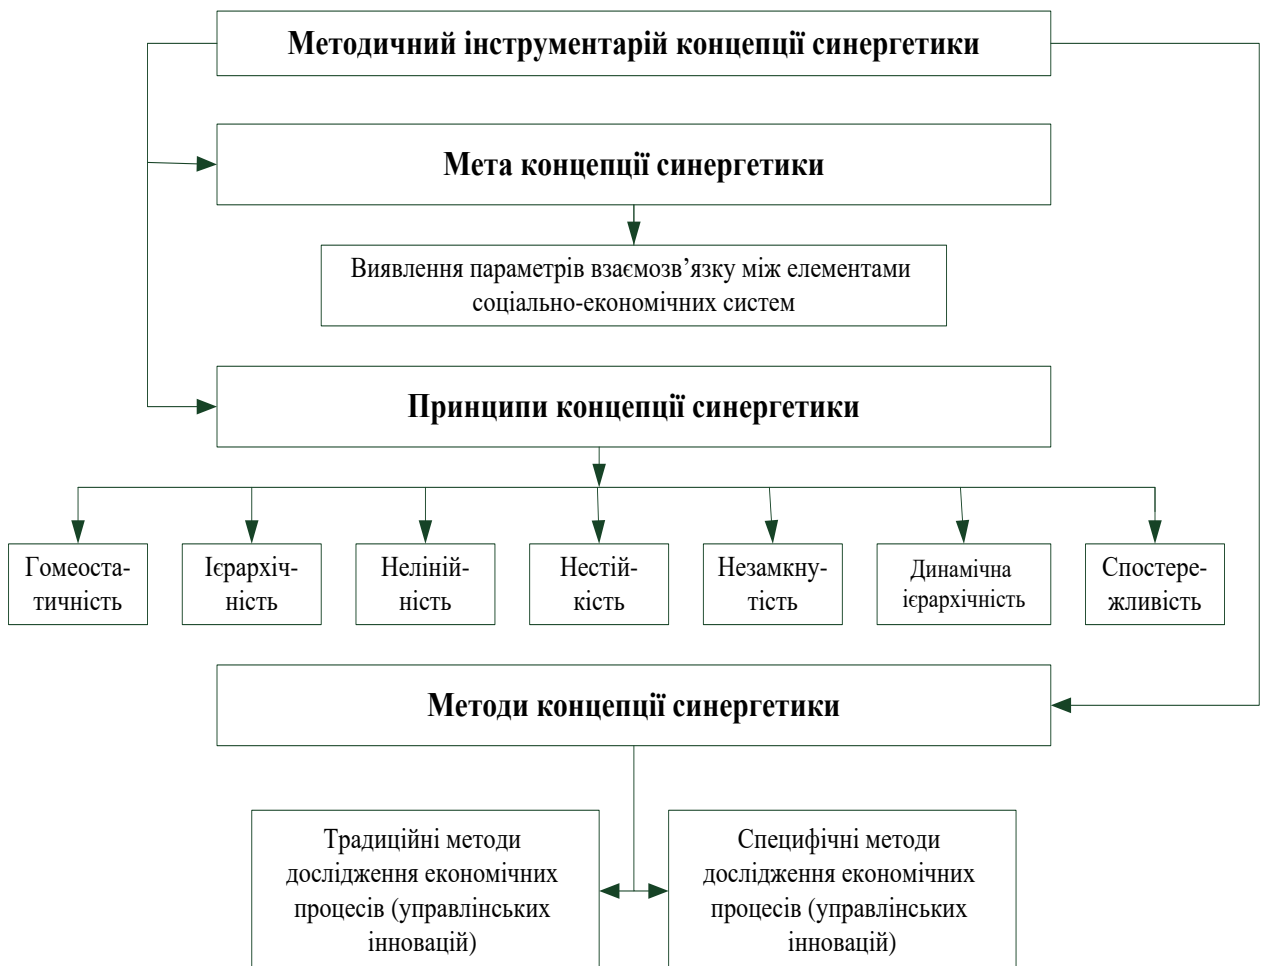 Методичний інструментарій концепції синергетики
Мета концепції синергетики
Виявлення параметрів взаємозв’язку між елементами
соціально-економічних систем
Принципи концепції синергетики
Гомеоста-
тичність
Ієрархіч-
ність
Неліній-
ність
Нестій-
кість
Незамкну-
тість
Динамічна
ієрархічність
Спостере-
жливість
Методи концепції синергетики
Традиційні методи
дослідження економічних
процесів (управлінських
інновацій)
Специфічні методи
дослідження економічних
процесів (управлінських
інновацій)